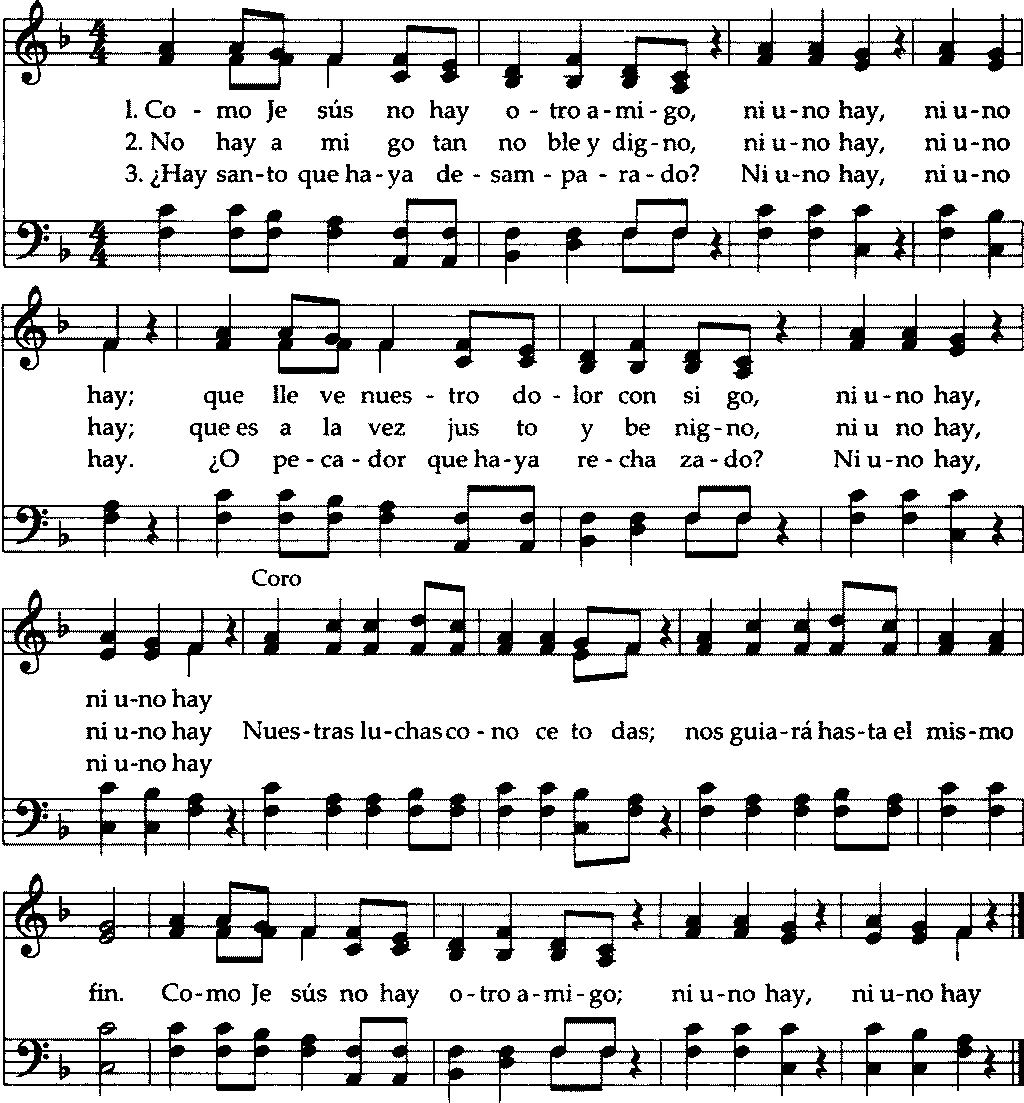 1. Co - mo Je sús no hay o - tro a - mi - go, ni u - no hay, ni u - no
2. No hay a mi go tan no ble y dig - no, ni u - no hay, ni u - no
3. ¿Hay san - to que ha - ya de - sam - pa - ra - do? Ni u - no hay, ni u - no
hay; que lle ve nues - tro do - lor con si go, ni u - no hay,
hay; que es a la vez jus to y be nig - no, ni u no hay,
hay. ¿O pe - ca - dor que ha - ya re - cha za - do? Ni u - no hay,
Coro
ni u - no hay
ni u - no hay Nues - tras lu - chas co - no ce to das; nos guia - rá has - ta el mis - mo
ni u - no hay
fin. Co - mo Je sús no hay o - tro a - mi - go; ni u - no hay, ni u - no hay